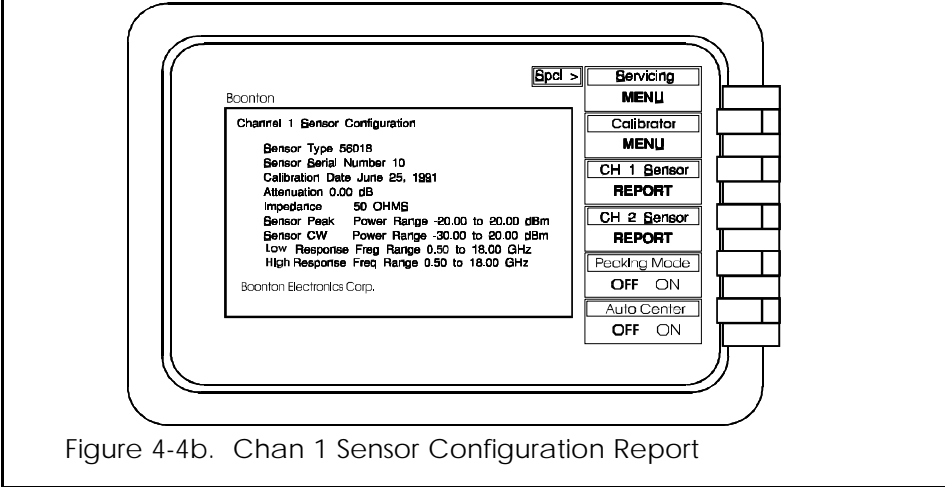 Spcl >
Boonton
Channel 1 Sensor Configuration
Sensor Type 56018
Sensor Serial Number 10
Calibration Date June 25, 1991
Attenuation 0.00 dB
Impedance 50 OHMS
Sensor Peak Power Range -20.00 to 20.00 dBm
Sensor CW Power Range -30.00 to 20.00 dBm
Low Response Freg Range 0.50 to 18.00 GHz
High Response Freq Range 0.50 to 18.00 GHz
Boonton Electronics Corp.
Servicing
MENU
Calibrator
MENU
CH 1 Sensor
REPORT
CH 2 Sensor
REPORT
Peaking Mode
OFF ON
Auto Center
OFF ON
Figure 4-4b. Chan 1 Sensor Configuration Report